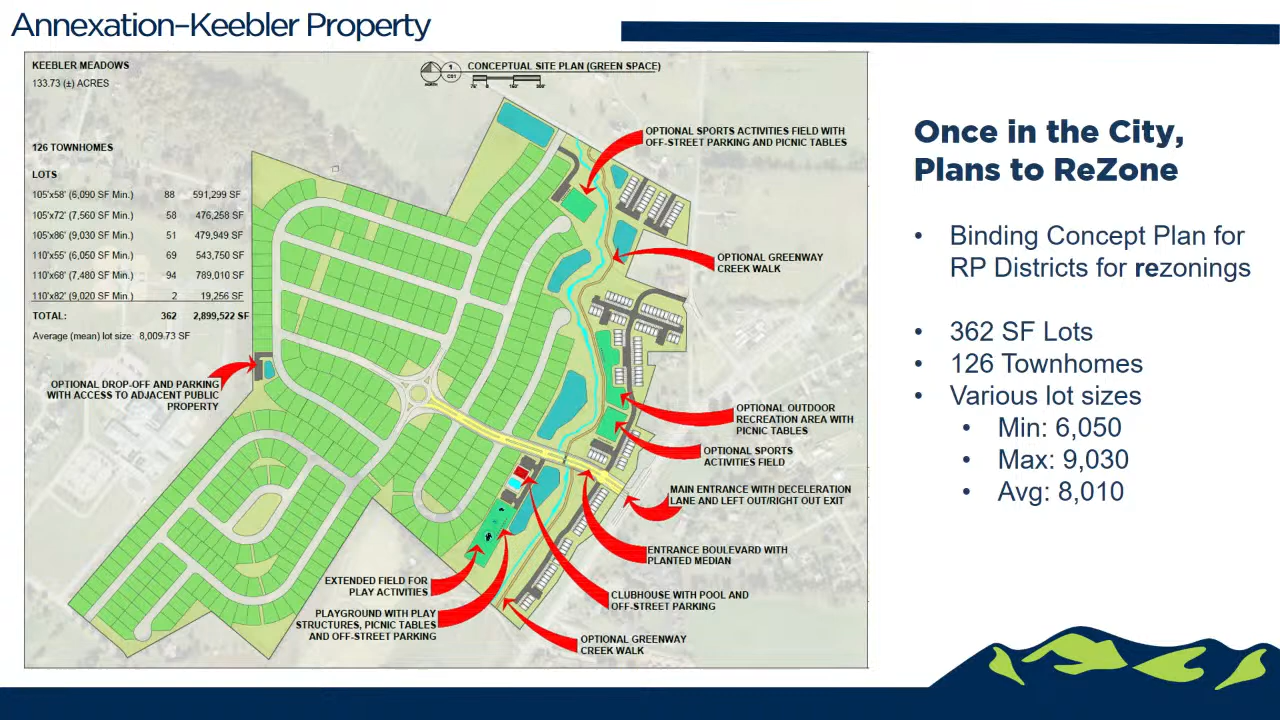 Annexation–Keebler Property
KEEBLER MEADOWS
133.73 (±) ACRES
1
CONCEPTUAL SITE PLAN (GREEN SPACE)
126 TOWNHOMES
LOTS
105'x58' (6,090 SF Min.) 88 591,299 SF
105'x72' (7,560 SF Min.) 58 476,258 SF
105'x86' (9,030 SF Min.) 51 479,949 SF
110'x55' (6,050 SF Min.) 69 543,750 SF
110'x68' (7,480 SF Min.) 94 789,010 SF
110'x82' (9,020 SF Min.) 2 19,256 SF
TOTAL: 362 2,899,522 SF
Average (mean) lot size: 8,009.73 SF
OPTIONAL SPORTS ACTIVITIES FIELD WITH
OFF-STREET PARKING AND PICNIC TABLES
OPTIONAL GREENWAY
CREEK WALK
OPTIONAL DROP-OFF AND PARKING
WITH ACCESS TO ADJACENT PUBLIC
PROPERTY
OPTIONAL OUTDOOR
RECREATION AREA WITH
PICNIC TABLES
OPTIONAL SPORTS
ACTIVITIES FIELD
MAIN ENTRANCE WITH DECELERATION
LANE AND LEFT OUT/RIGHT OUT EXIT
ENTRANCE BOULEVARD WITH
PLANTED MEDIAN
EXTENDED FIELD FOR
PLAY ACTIVITIES
CLUBHOUSE WITH POOL AND
OFF-STREET PARKING
PLAYGROUND WITH PLAY
STRUCTURES, PICNIC TABLES
AND OFF-STREET PARKING
OPTIONAL GREENWAY
CREEK WALK
Once in the City,
Plans to ReZone
• Binding Concept Plan for
RP Districts for rezonings
• 362 SF Lots
• 126 Townhomes
• Various lot sizes
• Min: 6,050
• Max: 9,030
• Avg: 8,010